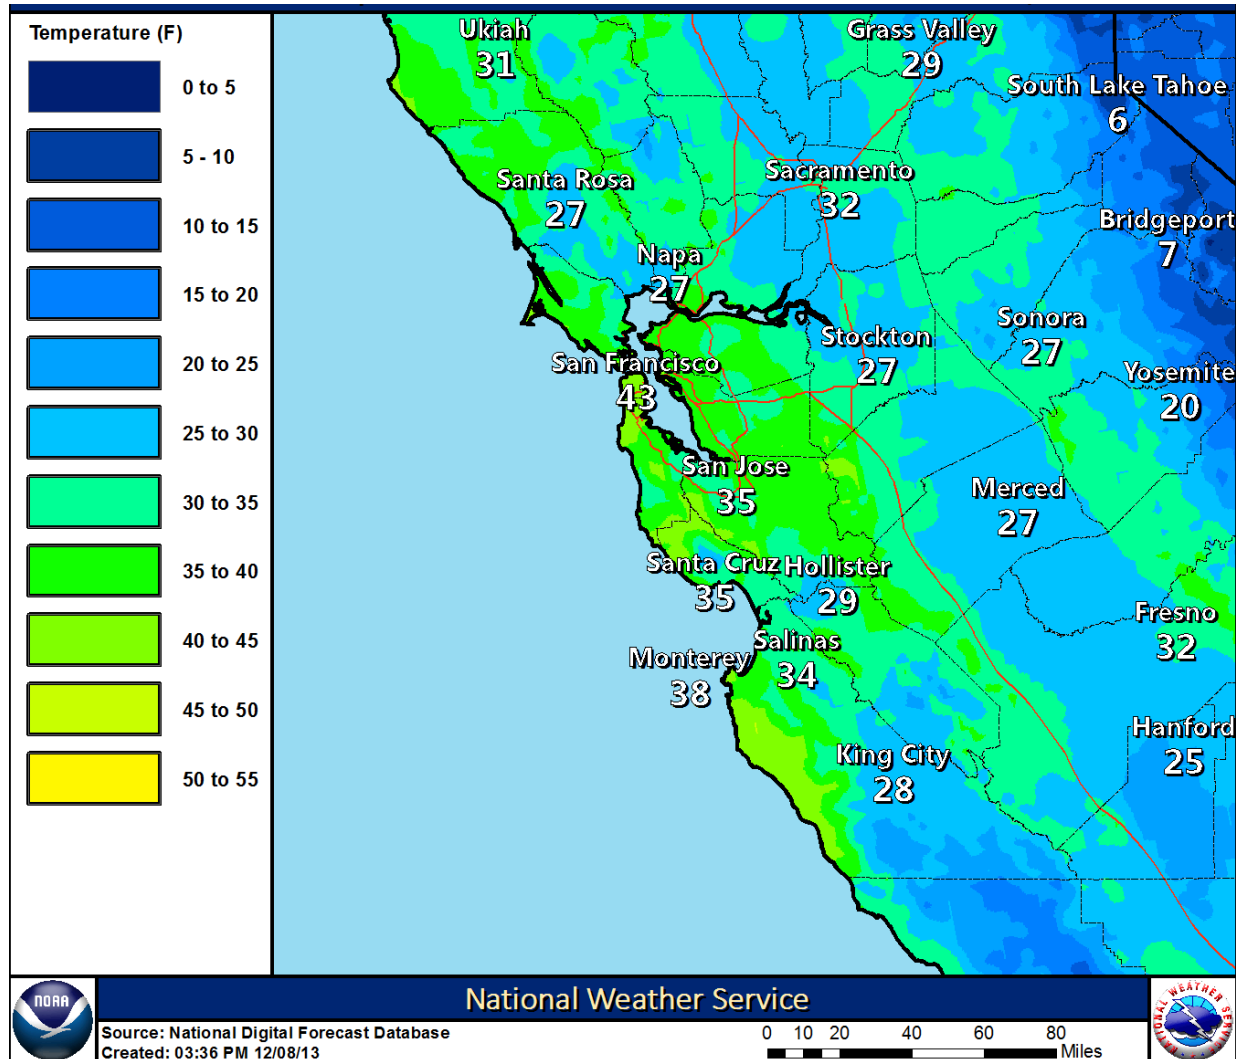 Temperature (F)
0 to 5
5 - 10
10 to 15
15 to 20
20 to 25
25 to 30
30 to 35
35 to 40
40 to 45
45 to 50
50 to 55
Ukiah
31
Grass Valley
29
South Lake Tahoe
6
Santa Rosa
27
Sacramento
32
Bridgeport
7
Napa
27
Stockton
27
Sonora
27
San Francisco
43
Yosemite
20
San Jose
35
Merced
27
Santa Cruz
35
Hollister
29
Fresno
32
Monterey
38
Salinas
34
King City
28
Hanford
25
NOAA
National Weather Service
Source: National Digital Forecast Database
Created: 03:36 PM 12/08/13
0 10 20 40 60 80
Miles
NATIONAL WEATHER SERVICE